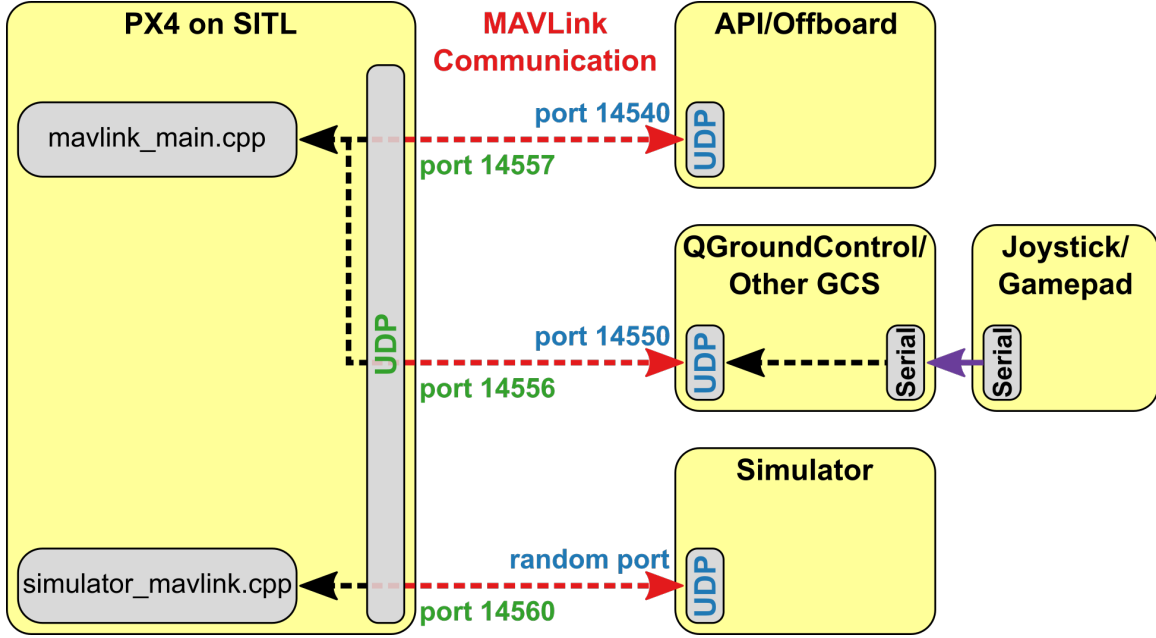 PX4 on SITL
MAVLink
Communication
API/Offboard
mavlink_main.cpp
port 14540
port 14557
UDP
UDP
QGroundControl/
Other GCS
Joystick/
Gamepad
port 14550
port 14556
UDP
Serial
Serial
Simulator
simulator_mavlink.cpp
random port
port 14560
UDP